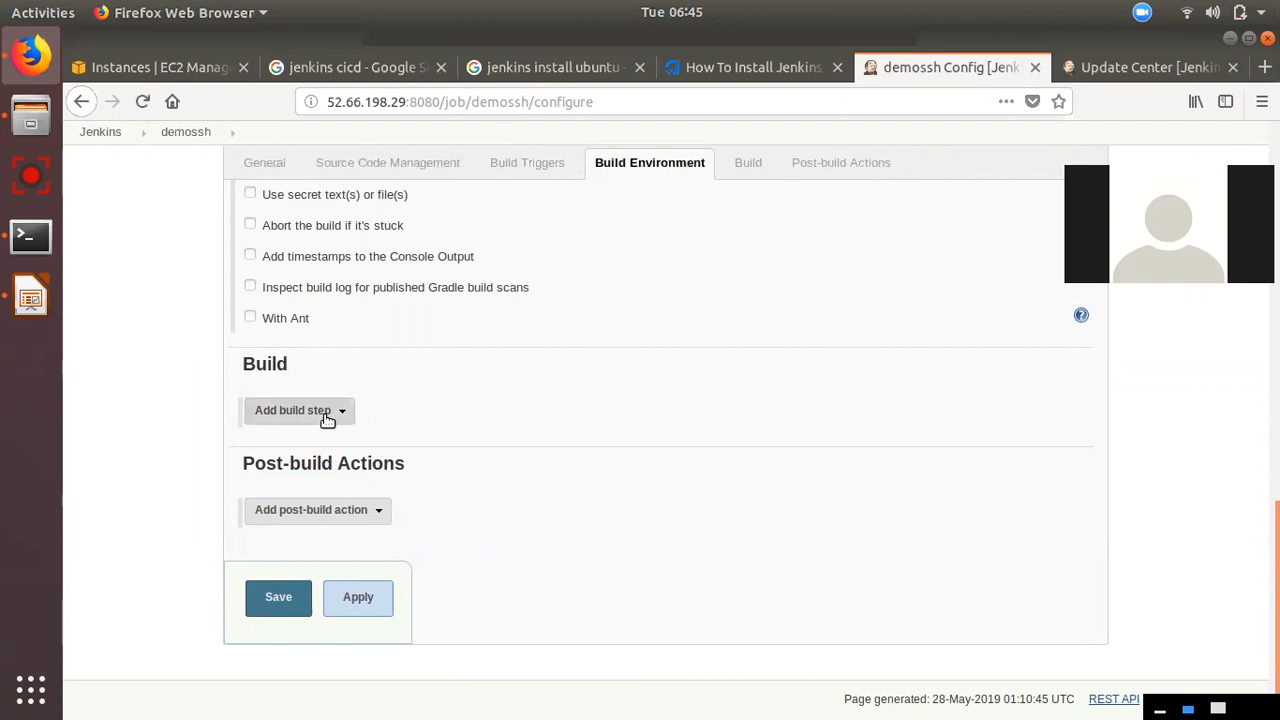 Activities
Firefox Web Browser
Tue 06:45
Instances | EC2 Manag
jenkins cicd - Google S
jenkins install ubuntu -
How To Install Jenkins
demossh Config [Jenk
Update Center [Jenkin
52.66.198.29:8080/job/demossh/configure
Jenkins
demossh
General
Source Code Management
Build Triggers
Build Environment
Build
Post-build Actions
Use secret text(s) or file(s)
Abort the build if it's stuck
Add timestamps to the Console Output
Inspect build log for published Gradle build scans
With Ant
Build
Add build step
Post-build Actions
Add post-build action
Save
Apply
Page generated: 28-May-2019 01:10:45 UTC
REST API